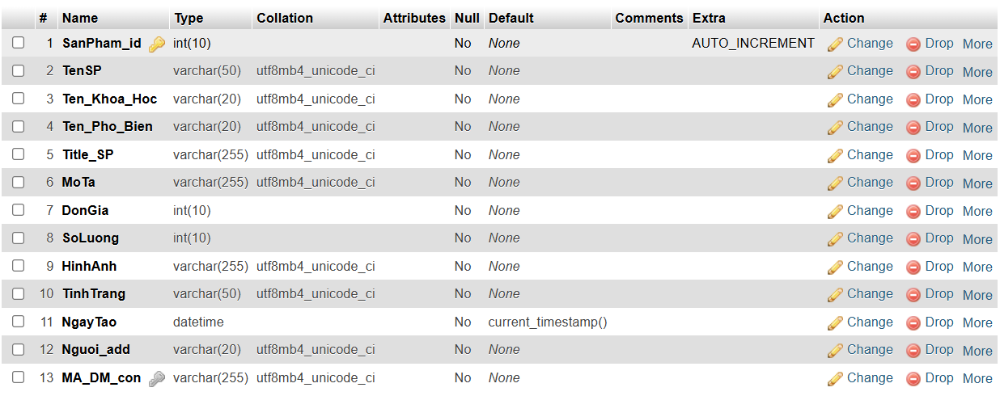 # Name Type Collation Attributes Null Default Comments Extra Action
1 SanPham_id int(10) No None AUTO_INCREMENT Change Drop More
2 TenSP varchar(50) utf8mb4_unicode_ci No None Change Drop More
3 Ten_Khoa_Hoc varchar(20) utf8mb4_unicode_ci No None Change Drop More
4 Ten_Pho_Bien varchar(20) utf8mb4_unicode_ci No None Change Drop More
5 Title_SP varchar(255) utf8mb4_unicode_ci No None Change Drop More
6 MoTa varchar(255) utf8mb4_unicode_ci No None Change Drop More
7 DonGia int(10) No None Change Drop More
8 SoLuong int(10) No None Change Drop More
9 HinhAnh varchar(255) utf8mb4_unicode_ci No None Change Drop More
10 TinhTrang varchar(50) utf8mb4_unicode_ci No None Change Drop More
11 NgayTao datetime No current_timestamp() Change Drop More
12 Nguoi_add varchar(20) utf8mb4_unicode_ci No None Change Drop More
13 MA_DM_con varchar(255) utf8mb4_unicode_ci No None Change Drop More